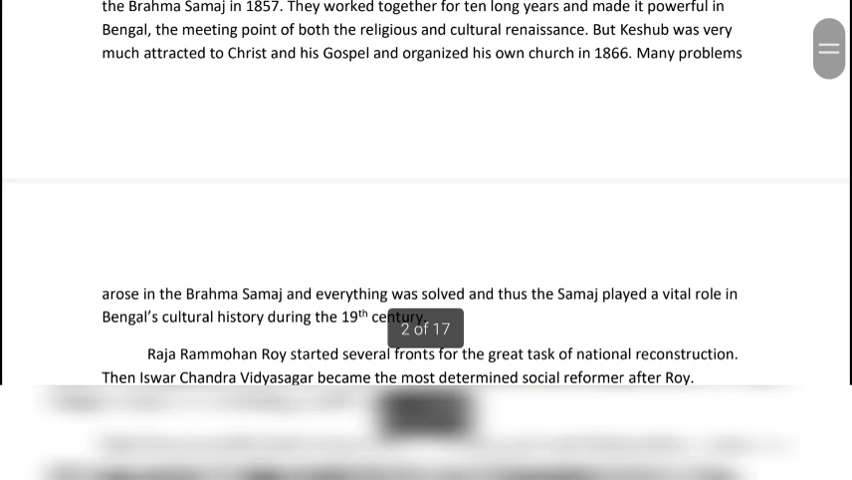 the Brahma Samaj in 1857. They worked together for ten long years and made it powerful in
Bengal, the meeting point of both the religious and cultural renaissance. But Keshub was very
much attracted to Christ and his Gospel and organized his own church in 1866. Many problems
arose in the Brahma Samaj and everything was solved and thus the Samaj played a vital role in
Bengal’s cultural history during the 19th century.
2 of 17
Raja Rammohan Roy started several fronts for the great task of national reconstruction.
Then Iswar Chandra Vidyasagar became the most determined social reformer after Roy.